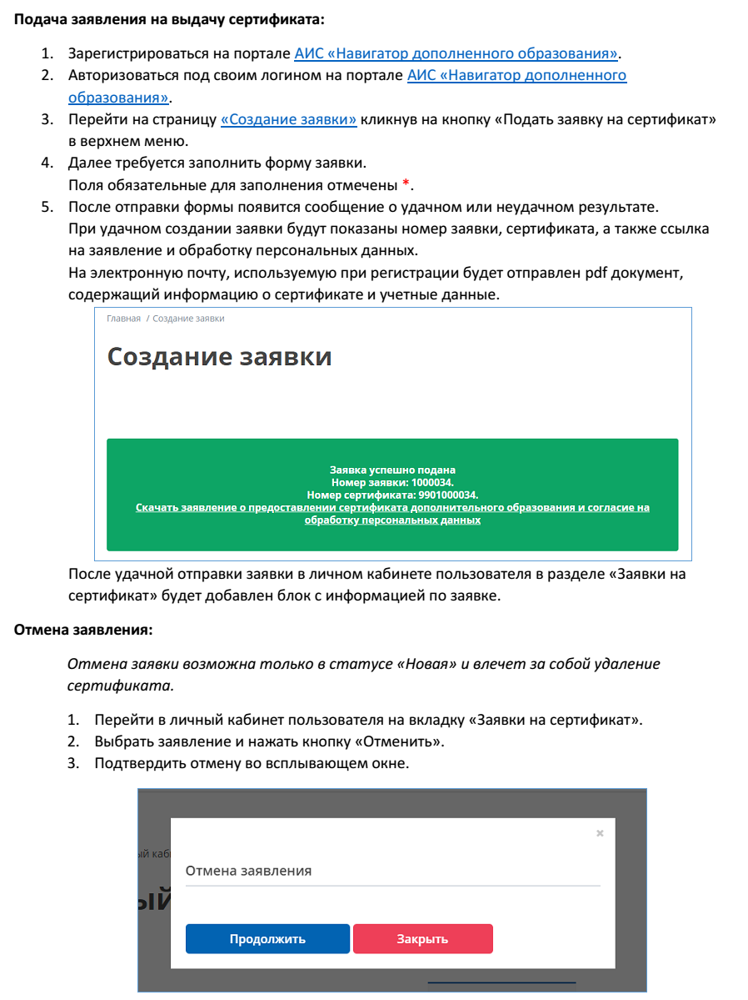 Подача заявления на выдачу сертификата:
1. Зарегистрироваться на портале АИС «Навигатор дополненного образования».
2. Авторизоваться под своим логином на портале АИС «Навигатор дополненного
образования».
3. Перейти на страницу «Создание заявки» кликнув на кнопку «Подать заявку на сертификат»
в верхнем меню.
4. Далее требуется заполнить форму заявки.
Поля обязательные для заполнения отмечены *.
5. После отправки формы появится сообщение о удачном или неудачном результате.
При удачном создании заявки будут показаны номер заявки, сертификата, а также ссылка
на заявление и обработку персональных данных.
На электронную почту, используемую при регистрации будет отправлен pdf документ,
содержащий информацию о сертификате и учетные данные.
Главная / Создание заявки
Создание заявки
Заявка успешно подана
Номер заявки: 1000034.
Номер сертификата: 9901000034.
Скачать заявление о предоставлении сертификата дополнительного образования и согласие на
обработку персональных данных
После удачной отправки заявки в личном кабинете пользователя в разделе «Заявки на
сертификат» будет добавлен блок с информацией по заявке.
Отмена заявления:
Отмена заявки возможна только в статусе «Новая» и влечет за собой удаление
сертификата.
1. Перейти в личный кабинет пользователя на вкладку «Заявки на сертификат».
2. Выбрать заявление и нажать кнопку «Отменить».
3. Подтвердить отмену во всплывающем окне.
×
ый каби
Отмена заявления
ый
Продолжить Закрыть